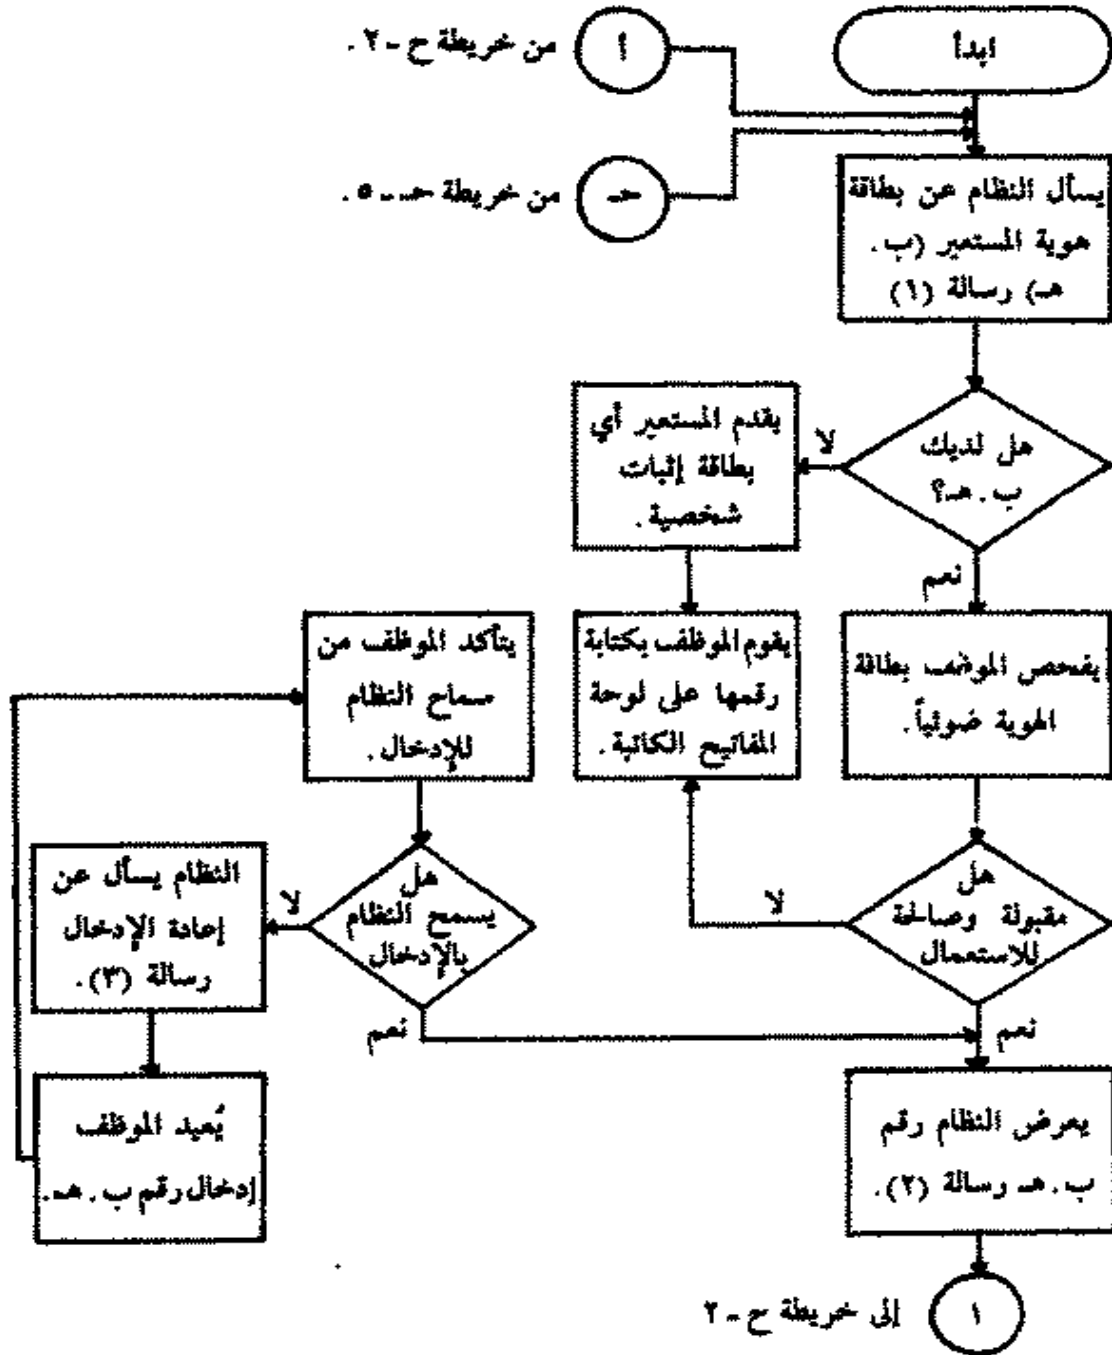 ابدأ
أ
من خريطة ح - ٢ .
حـ
من خريطة حـ - ٥ .
يسأل النظام عن بطاقة
هوية المستعير (ب .
هـ) رسالة (١)
هل لديك
ب . هـ؟
لا
نعم
يقدم المستعير أي
بطاقة إثبات
شخصية .
يفحص الموظف بطاقة
الهوية ضوئياً .
يقوم الموظف بكتابة
رقمها على لوحة
المفاتيح الكاتبة .
يتأكد الموظف من
سماح النظام
للإدخال .
هل
مقبولة وصالحة
للاستعمال
لا
نعم
هل
يسمح النظام
بالإدخال
لا
نعم
النظام يسأل عن
إعادة الإدخال
رسالة (٣) .
يُعيد الموظف
إدخال رقم ب . هـ .
يعرض النظام رقم
ب . هـ رسالة (٢) .
١
إلى خريطة ح - ٢